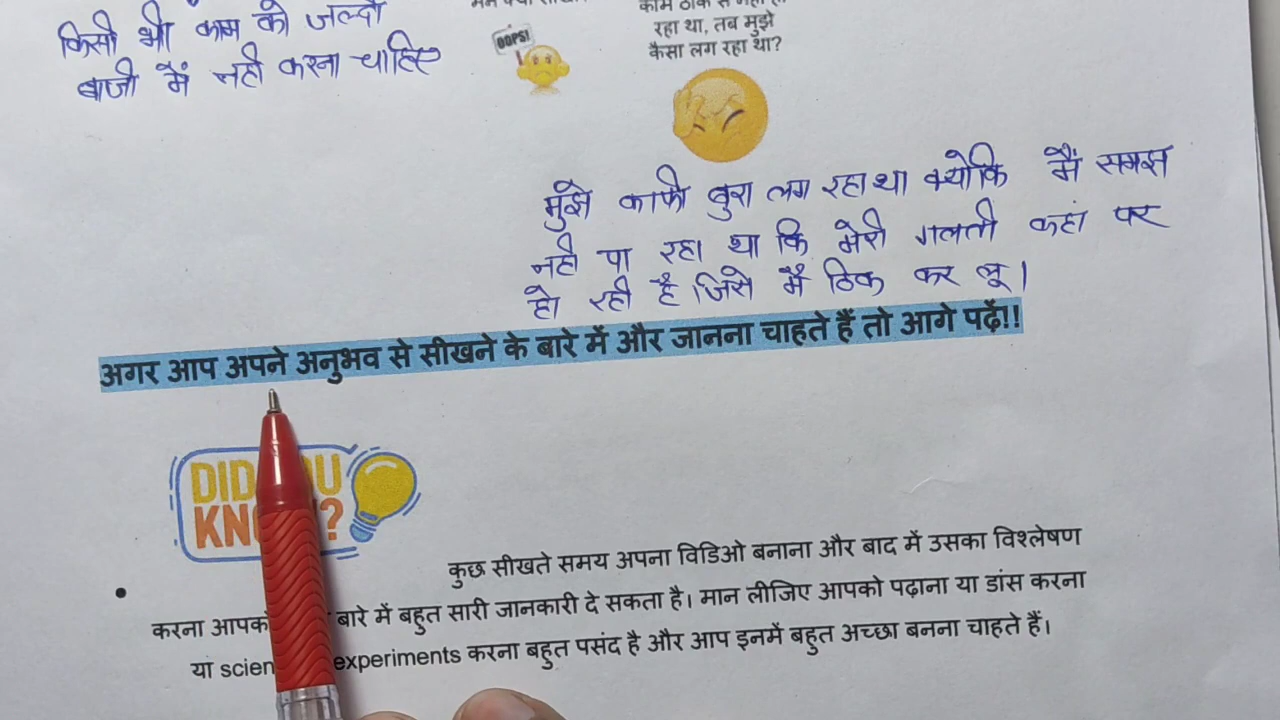 किसी भी काम को जल्दी
बाजी में नही करना चाहिए
काम ठीक से नहीं हो
रहा था, तब मुझे
कैसा लग रहा था?
OOPS!
मुझे काफी बुरा लग रहा था क्योकि मैं समझ
नही पा रहा था कि मेरी गलती कहां पर
हो रही है जिसे मैं ठिक कर लू।
अगर आप अपने अनुभव से सीखने के बारे में और जानना चाहते हैं तो आगे पढ़ें!!
DID
KN ?
कुछ सीखते समय अपना विडिओ बनाना और बाद में उसका विश्लेषण
करना बारे में बहुत सारी जानकारी दे सकता है। मान लीजिए आपको पढ़ाना या डांस करना
या experiments करना बहुत पसंद है और आप इनमें बहुत अच्छा बनना चाहते हैं।